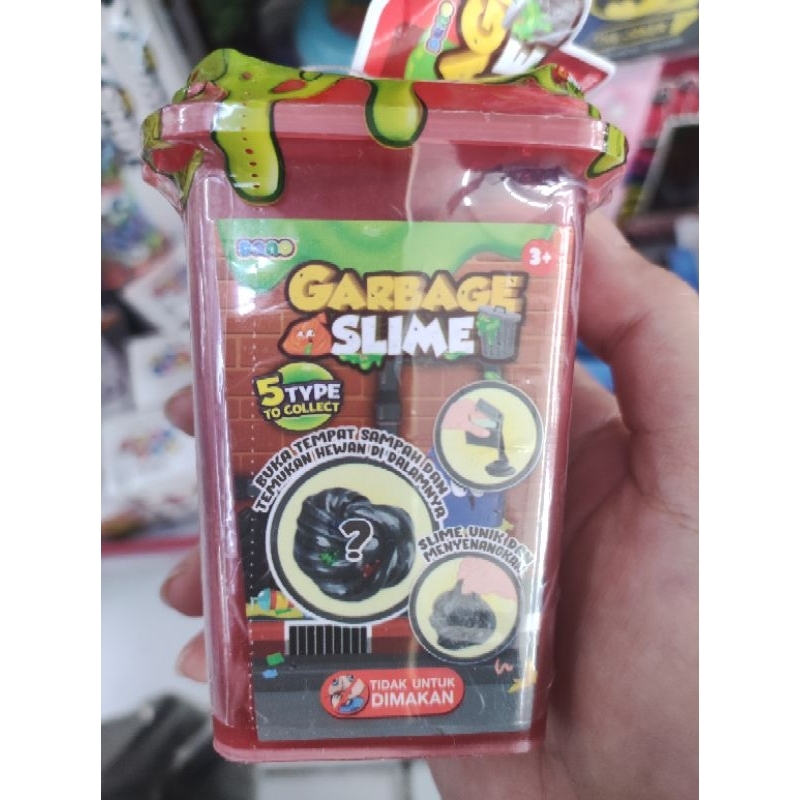 3+
GARBAGE
SLIME
5 TYPE
TO COLLECT
BUKA TEMPAT SAMPAH DAN
TEMUKAN HEWAN DI DALAMNYA
?
SLIME UNIK
MENYENANGKAN
TIDAK UNTUK
DIMAKAN